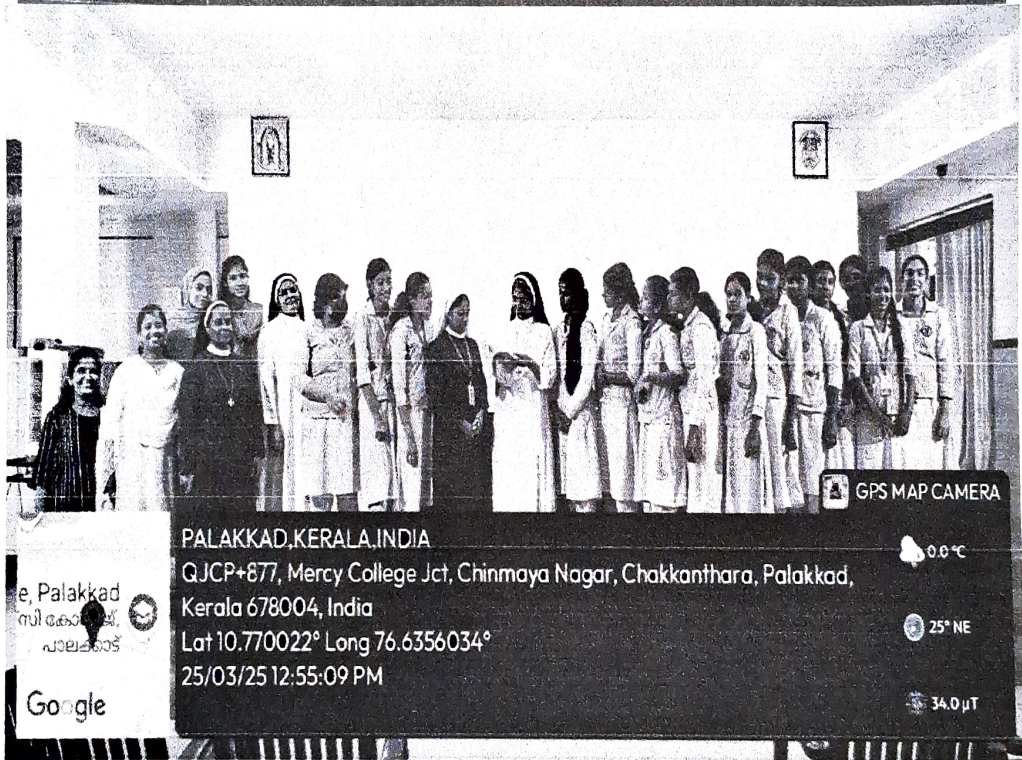 GPS MAP CAMERA
PALAKKAD,KERALA,INDIA
QJCP+877, Mercy College Jct, Chinmaya Nagar, Chakkanthara, Palakkad,
Kerala 678004, India
Lat 10.770022° Long 76.6356034°
25/03/25 12:55:09 PM
0.0°C
25° NE
34.0 µT
e, Palakkad
പാലക്കാട്
Google